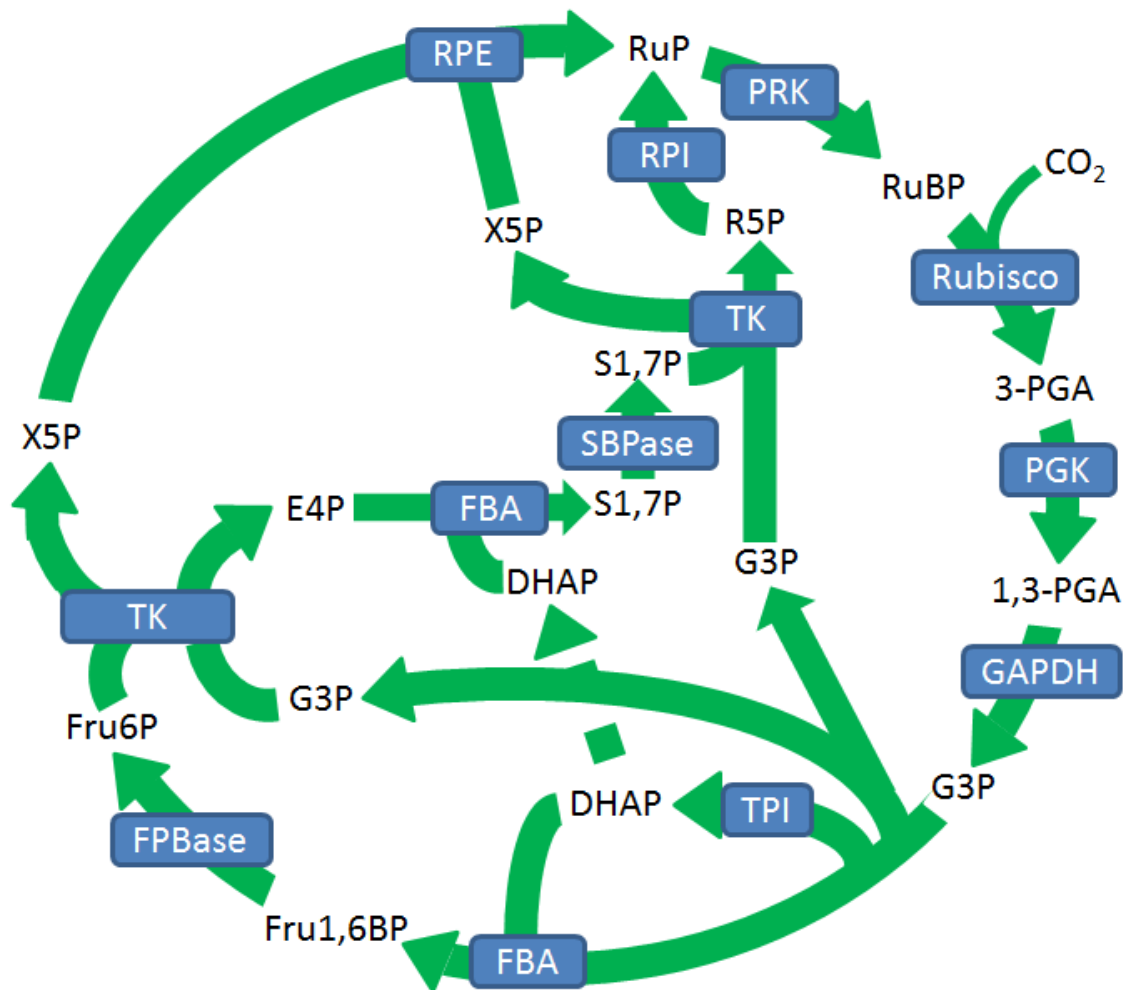 RPE
RuP
PRK
RPI
CO₂
RuBP
X5P
R5P
Rubisco
TK
S1,7P
3-PGA
X5P
SBPase
PGK
E4P
FBA
S1,7P
G3P
DHAP
1,3-PGA
TK
GAPDH
G3P
Fru6P
G3P
DHAP
TPI
FPBase
Fru1,6BP
FBA